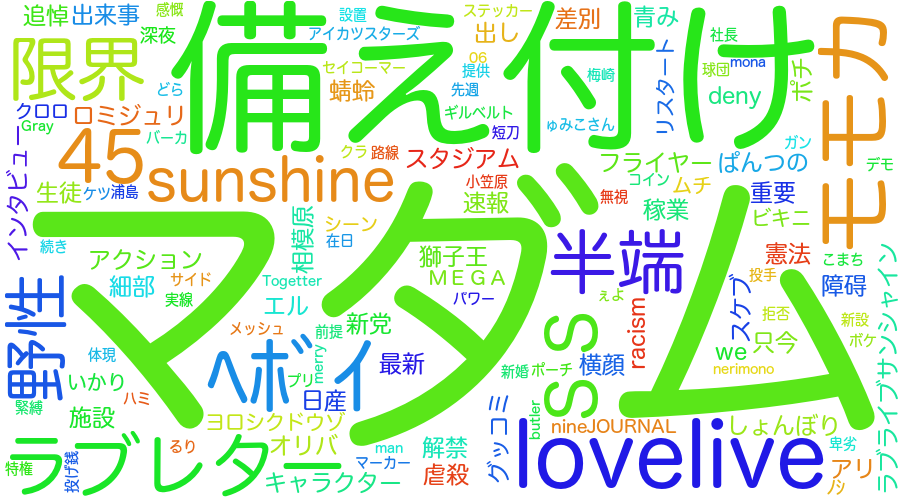 追悼
出来事
感慨
設置
ステッカー
出し
差別
青み
深夜
アイカツスターズ
社長
限界
備え付け
モモカ
どら
セイコーマー
06
提供
梅崎
球団
mona
リスタート
ポチ
先週
クロロ
ロミジュリ
蜻蛉
ギルベルト
deny
Gray
バーカ
短刀
ゅみこさん
45
クラ
路線
スタジアム
フライヤー
ぱんつの
ガン
デモ
sunshine
小笠原
コイン
ムチ
重要
生徒
ケツ
浦島
速報
無視
稼業
ビキニ
インタビュー
マダム
相模原
シーン
在日
続き
アクション
獅子王
半端
憲法
こまち
細部
サイド
実線
Togetter
MEGA
投手
障碍
エル
パワー
ぇよ
スケブ
ラブライブサンシャイン
野性
メッシュ
前提
新党
ss
racism
拒否
新設
体現
ヘボイ
merry
最新
we
只今
ボケ
いかり
プリ
新婚
ポーチ
横顔
nerimono
緊縛
ハミ
日産
施設
ヨロシクドウゾ
グッコミ
butler
nineJOURNAL
しょんぼり
ラブレター
るり
オリバ
man
解禁
lovelive
卑劣
特権
投げ銭
キャラクター
マーカー
虐殺
アリ